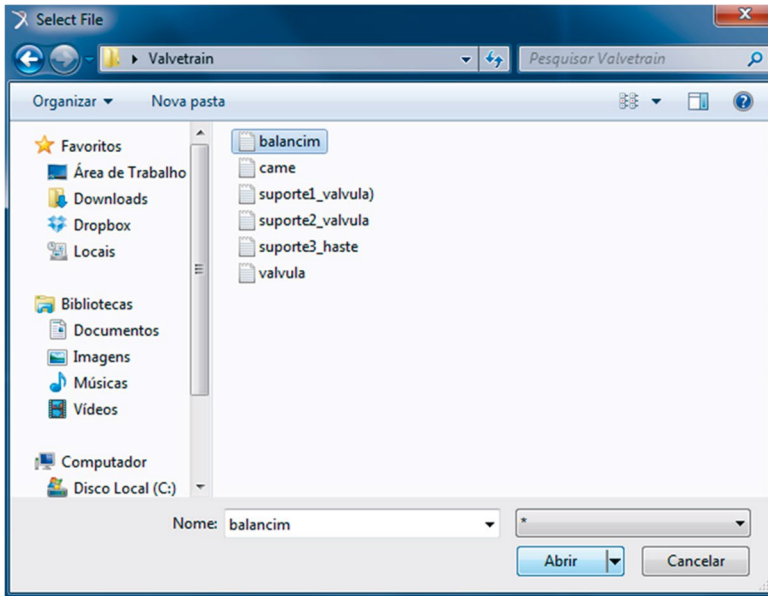 Select File
Valvetrain
Pesquisar Valvetrain
Organizar
Nova pasta
Favoritos
Área de Trabalho
Downloads
Dropbox
Locais
Bibliotecas
Documentos
Imagens
Músicas
Vídeos
Computador
Disco Local (C:)
balancim
came
suporte1_valvula)
suporte2_valvula
suporte3_haste
valvula
Nome: balancim
*
Abrir
Cancelar